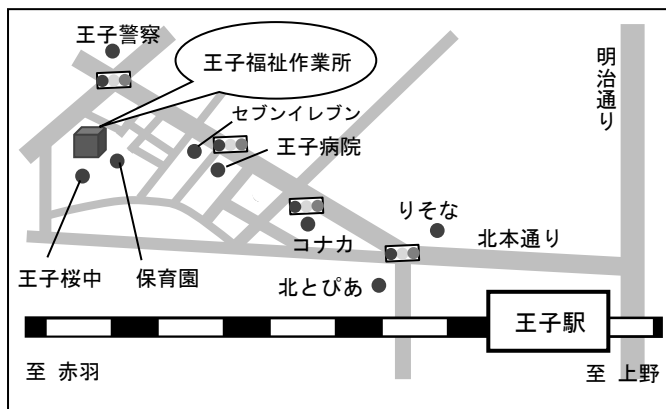 王子警察
王子福祉作業所
セブンイレブン
王子病院
明治通り
りそな
コナカ
北本通り
王子桜中
保育園
北とぴあ
王子駅
至 赤羽
至 上野